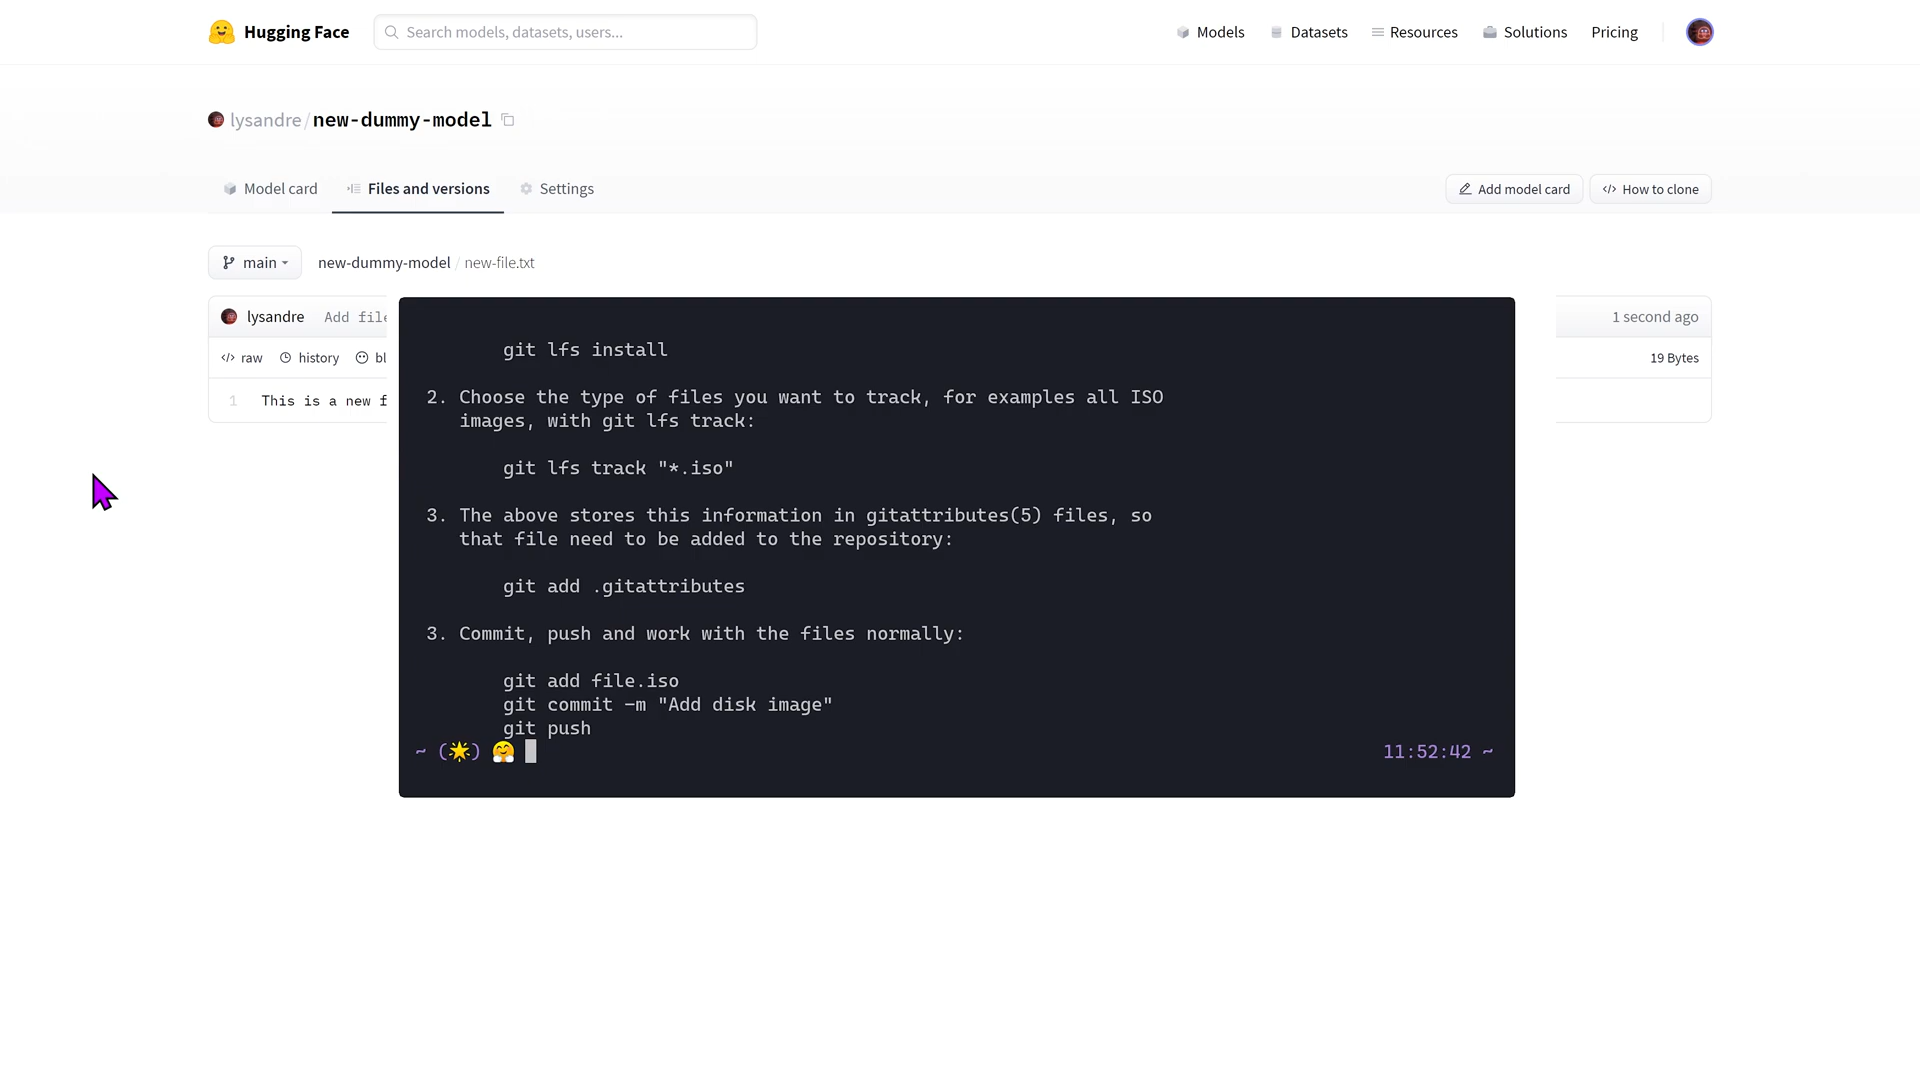 Hugging Face
Search models, datasets, users...
Models
Datasets
Resources
Solutions
Pricing
lysandre/new-dummy-model
Model card
Files and versions
Settings
Add model card
</> How to clone
main
new-dummy-model / new-file.txt
lysandre
Add file
1 second ago
</> raw
history
bl
19 Bytes
1 This is a new f
git lfs install
2. Choose the type of files you want to track, for examples all ISO
images, with git lfs track:
git lfs track "*.iso"
3. The above stores this information in gitattributes(5) files, so
that file need to be added to the repository:
git add .gitattributes
3. Commit, push and work with the files normally:
git add file.iso
git commit -m "Add disk image"
git push
~ (🌟) 🤗 11:52:42 ~